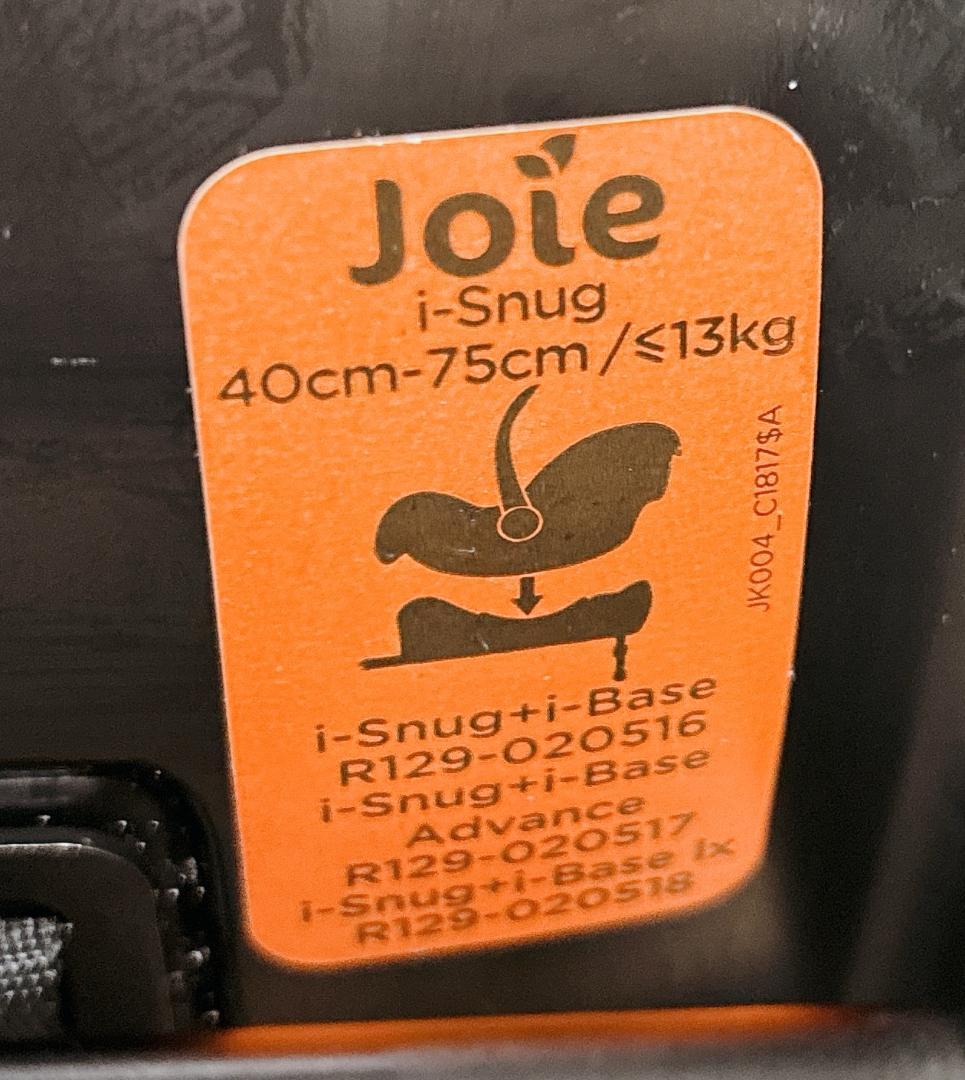 Joie
i-Snug
40cm-75cm/≤13kg
JK004_C1817$A
i-Snug+i-Base
R129-020516
i-Snug+i-Base
Advance
R129-020517
i-Snug+i-Base lx
R129-020518